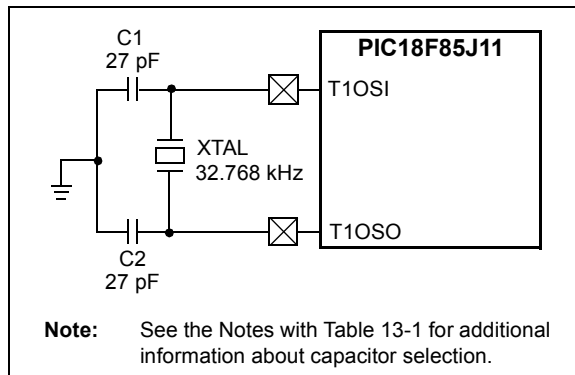 C1
27 pF
PIC18F85J11
T1OSI
XTAL
32.768 kHz
T1OSO
C2
27 pF
Note: See the Notes with Table 13-1 for additional
information about capacitor selection.